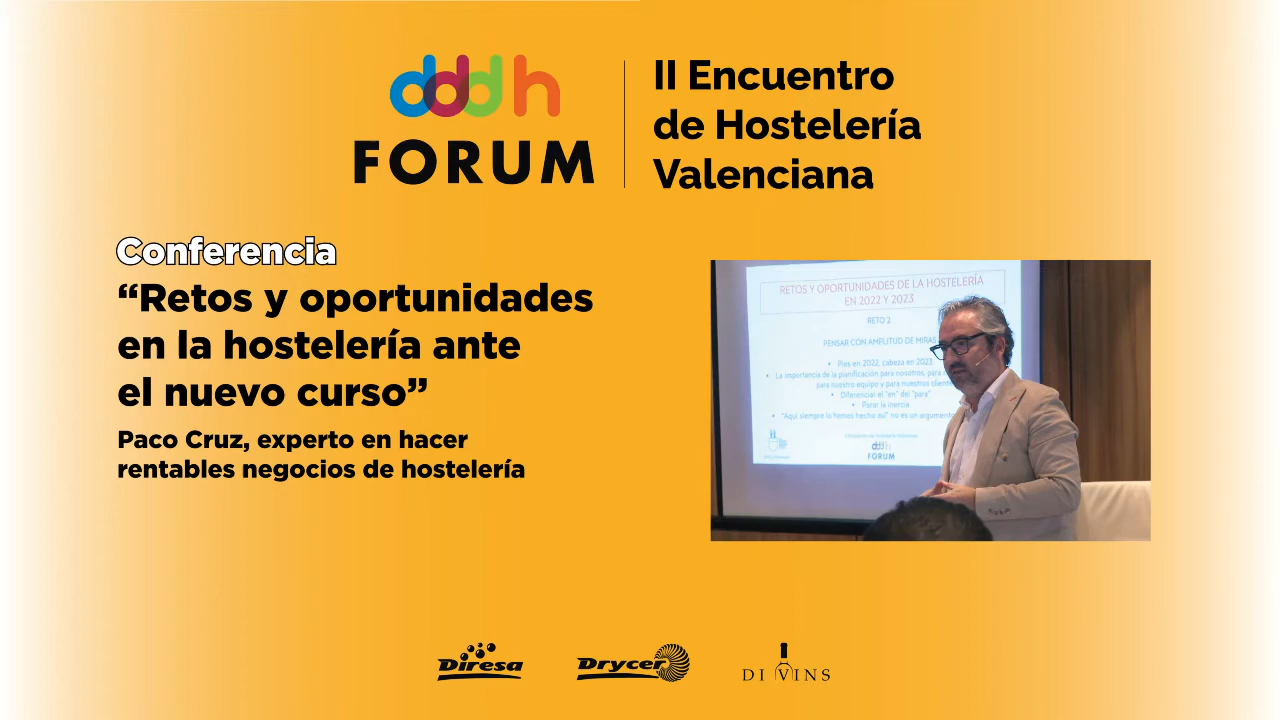 dddh
FORUM
II Encuentro
de Hostelería
Valenciana
Conferencia
“Retos y oportunidades
en la hostelería ante
el nuevo curso”
Paco Cruz, experto en hacer
rentables negocios de hostelería
RETOS Y OPORTUNIDADES DE LA HOSTELERÍA
EN 2022 Y 2023
RETO 2
PENSAR CON AMPLITUD DE MIRAS
• Pies en 2022, cabeza en 2023
• La importancia de la planificación para nosotros, para
para nuestro equipo y para nuestros cliente
• Diferenciar el "en" del "para"
• Parar la inercia
• "Aquí siempre lo hemos hecho así" no es un argumento
dddh
FORUM
Diresa
Drycer
DI VINS